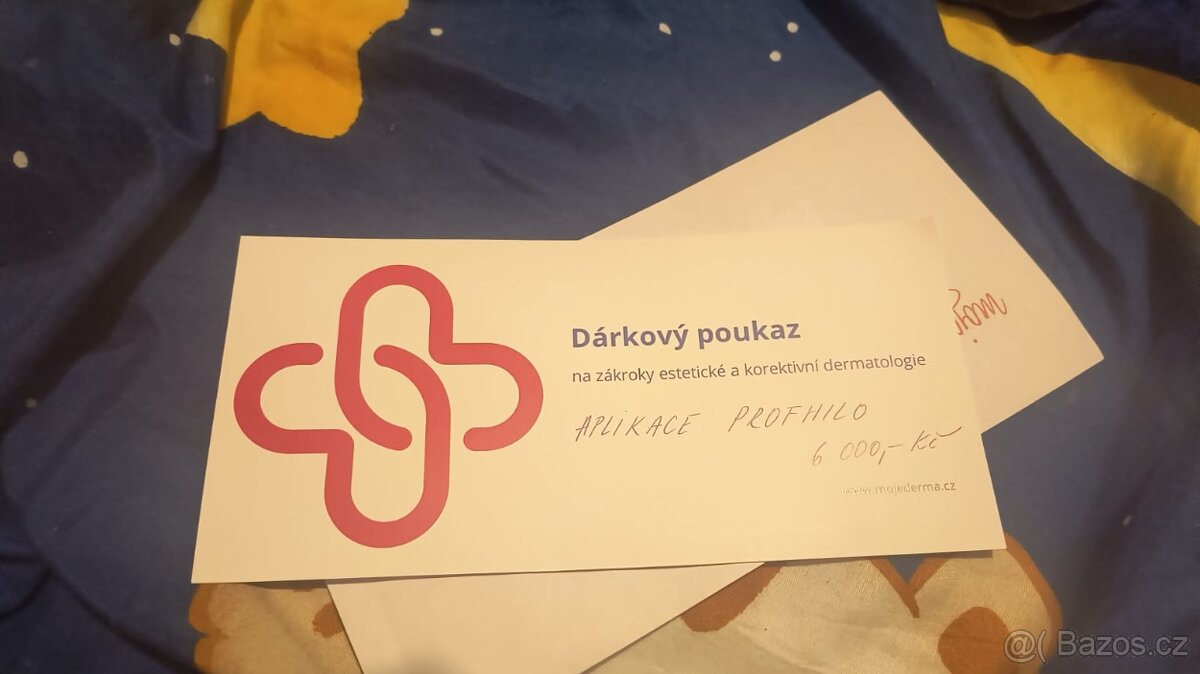 Dárkový poukaz
na zákroky estetické a korektivní dermatologie
APLIKACE PROFHILO
6.000,- Kč
www.mojederma.cz
@( Bazos.cz